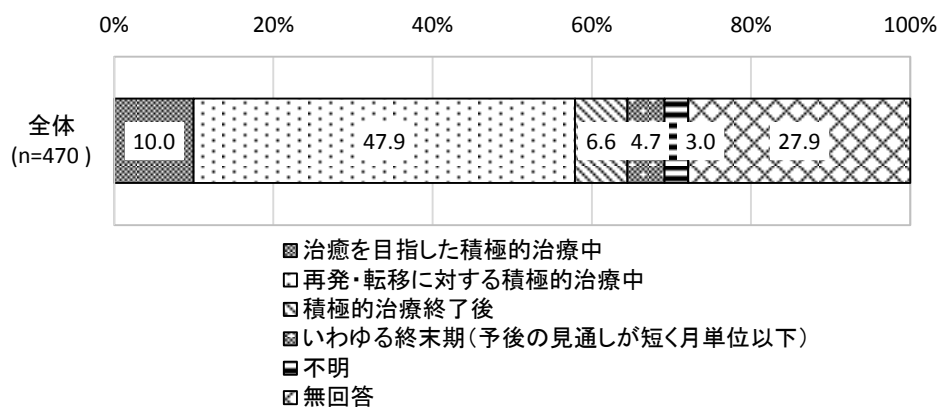 0% 20% 40% 60% 80% 100%
全体
(n=470 )
10.0 47.9 6.6 4.7 3.0 27.9
治癒を目指した積極的治療中
再発・転移に対する積極的治療中
積極的治療終了後
いわゆる終末期(予後の見通しが短く月単位以下)
不明
無回答